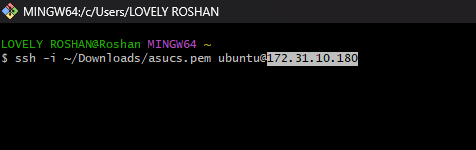 MINGW64:/c/Users/LOVELY ROSHAN
LOVELY ROSHAN@Roshan MINGW64 ~
$ ssh -i ~/Downloads/asucs.pem ubuntu@172.31.10.180